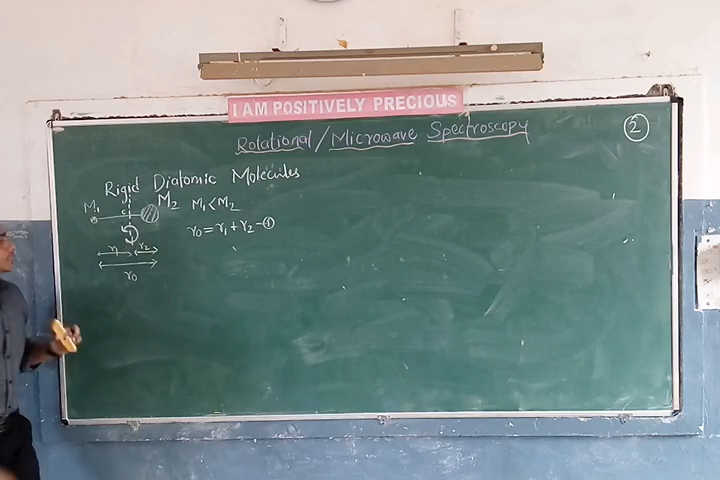 I AM POSITIVELY PRECIOUS
Rotational/Microwave Spectroscopy
2
Rigid Diatomic Molecules
M1 C M2 M1<M2
r0 = r1 + r2 - 1
r1 r2
r0